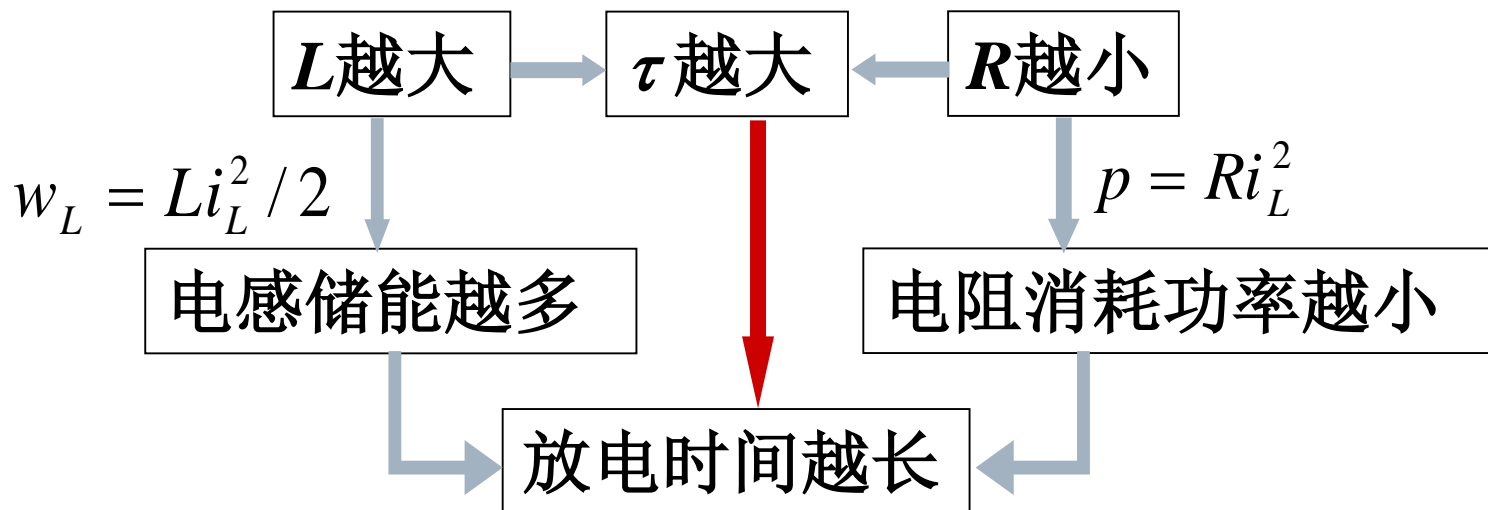 L越大 τ越大 R越小
w_L = Li_L^2 / 2 p = Ri_L^2
电感储能越多 电阻消耗功率越小
放电时间越长